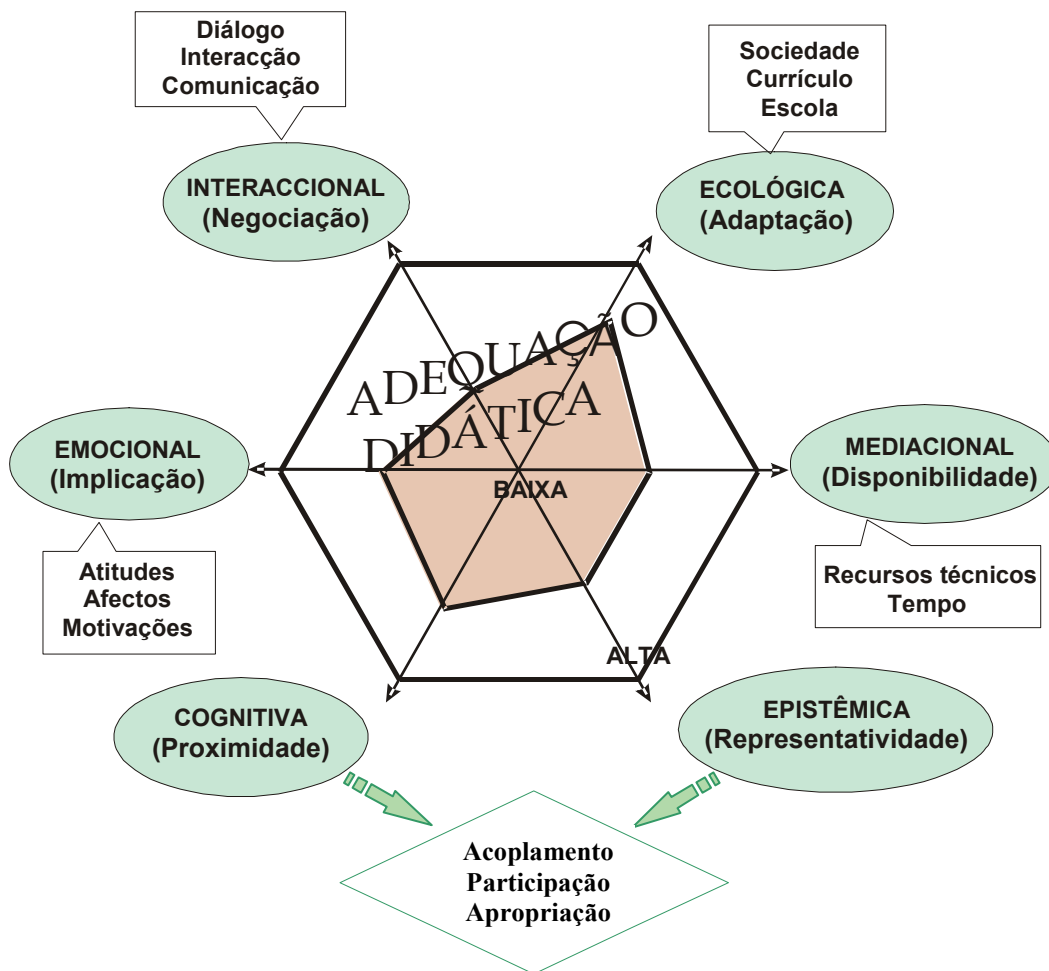 Diálogo
Interacção
Comunicação
Sociedade
Currículo
Escola
INTERACCIONAL
(Negociação)
ECOLÓGICA
(Adaptação)
ADEQUAÇÃO
DIDÁTICA
EMOCIONAL
(Implicação)
BAIXA
MEDIACIONAL
(Disponibilidade)
Atitudes
Afectos
Motivações
Recursos técnicos
Tempo
ALTA
COGNITIVA
(Proximidade)
EPISTÊMICA
(Representatividade)
Acoplamento
Participação
Apropriação